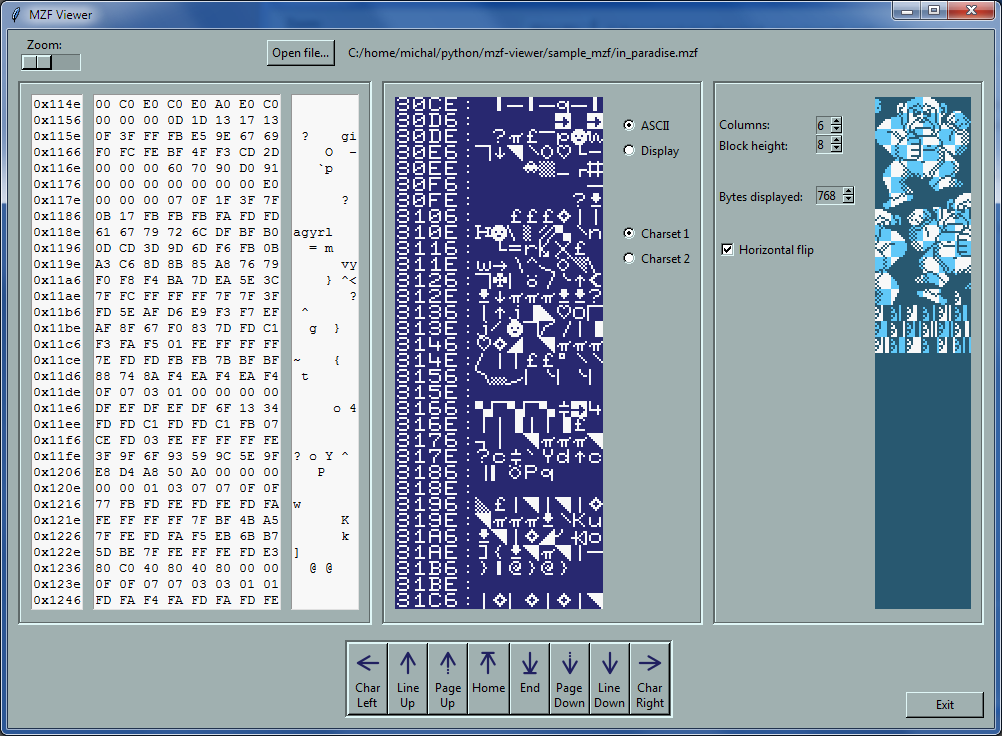 MZF Viewer
Zoom:
Open file...
C:/home/michal/python/mzf-viewer/sample_mzf/in_paradise.mzf
0x114e 00 C0 E0 C0 E0 A0 E0 C0
0x1156 00 00 00 0D 1D 13 17 13
0x115e 0F 3F FF FB E5 9E 67 69 ? gi
0x1166 F0 FC FE BF 4F F3 CD 2D O -
0x116e 00 00 00 60 70 90 D0 91 `p
0x1176 00 00 00 00 00 00 00 E0
0x117e 00 00 00 07 0F 1F 3F 7F ?
0x1186 0B 17 FB FB FB FA FD FD
0x118e 61 67 79 72 6C DF BF B0 agyrl
0x1196 0D CD 3D 9D 6D F6 FB 0B = m
0x119e A3 C6 8D 8B 85 A8 76 79 vy
0x11a6 F0 F8 F4 BA 7D EA 5E 3C } ^<
0x11ae 7F FC FF FF FF 7F 7F 3F ?
0x11b6 FD 5E AF D6 E9 F3 F7 EF ^
0x11be AF 8F 67 F0 83 7D FD C1 g }
0x11c6 F3 FA F5 01 FE FF FF FF
0x11ce 7E FD FD FB FB 7B BF BF ~ {
0x11d6 88 74 8A F4 EA F4 EA F4 t
0x11de 0F 07 03 01 00 00 00 00
0x11e6 DF EF DF EF DF 6F 13 34 o 4
0x11ee FD FD C1 FD FD C1 FB 07
0x11f6 CE FD 03 FE FF FF FF FE
0x11fe 3F 9F 6F 93 59 9C 5E 9F ? o Y ^
0x1206 E8 D4 A8 50 A0 00 00 00 P
0x120e 00 00 01 03 07 07 0F 0F
0x1216 77 FB FD FE FD FE FD FA w
0x121e FE FF FF FF 7F BF 4B A5 K
0x1226 7F FE FD FA F5 EB 6B B7 k
0x122e 5D BE 7F FE FF FE FD E3 ]
0x1236 80 C0 40 80 40 80 00 00 @ @
0x123e 0F 0F 07 07 03 03 01 01
0x1246 FD FA F4 FA FD FA FD FE
30CE:
30D6:
30DE:
30E6:
30EE:
30F6:
30FE:
3106:
310E:
3116:
311E:
3126:
312E:
3136:
313E:
3146:
314E:
3156:
315E:
3166:
316E:
3176:
317E:
3186:
318E:
3196:
319E:
31A6:
31AE:
31B6:
31BE:
31C6:
ASCII
Display
Charset 1
Charset 2
Columns: 6
Block height: 8
Bytes displayed: 768
Horizontal flip
Char Left
Line Up
Page Up
Home
End
Page Down
Line Down
Char Right
Exit